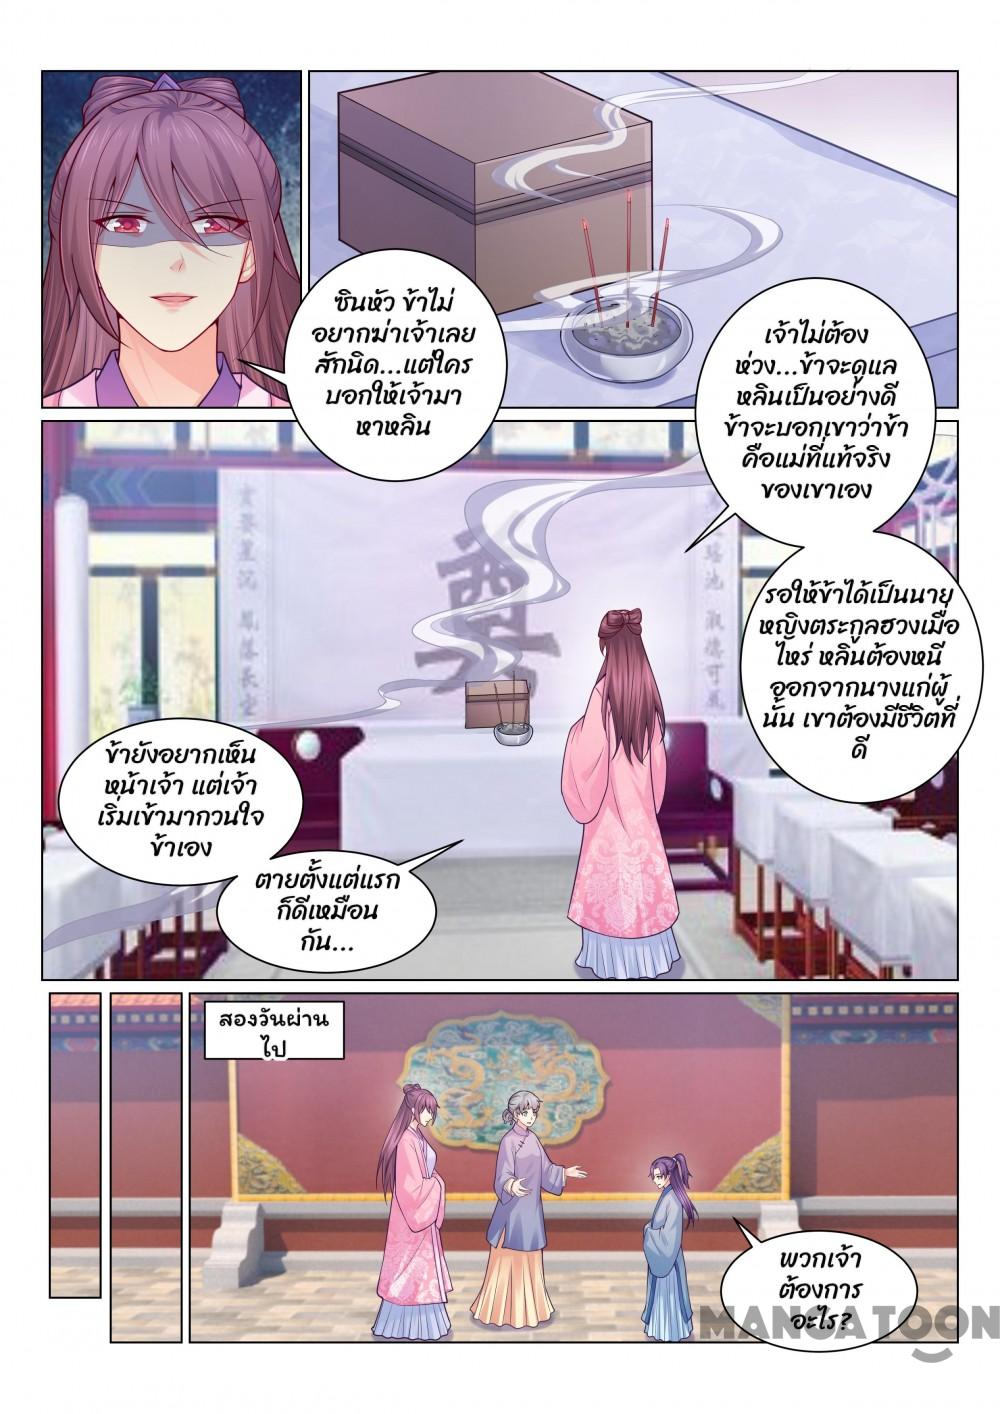 ซินหัว ข้าไม่
อยากฆ่าเจ้าเลย
สักนิด...แต่ใคร
บอกให้เจ้ามา
หาหลิน
เจ้าไม่ต้อง
ห่วง...ข้าจะดูแล
หลินเป็นอย่างดี
ข้าจะบอกเขาว่าข้า
คือแม่ที่แท้จริง
ของเขาเอง
รอให้ข้าได้เป็นนาย
หญิงตระกูลฮวงเมื่อ
ไหร่ หลินต้องหนี
ออกจากนางแก่ผู้
นั้น เขาต้องมีชีวิตที่
ดี
ข้ายังอยากเห็น
หน้าเจ้า แต่เจ้า
เริ่มเข้ามากวนใจ
ข้าเอง
ตายตั้งแต่แรก
ก็ดีเหมือน
กัน...
สองวันผ่าน
ไป
พวกเจ้า
ต้องการ
อะไร?
MANGATOON